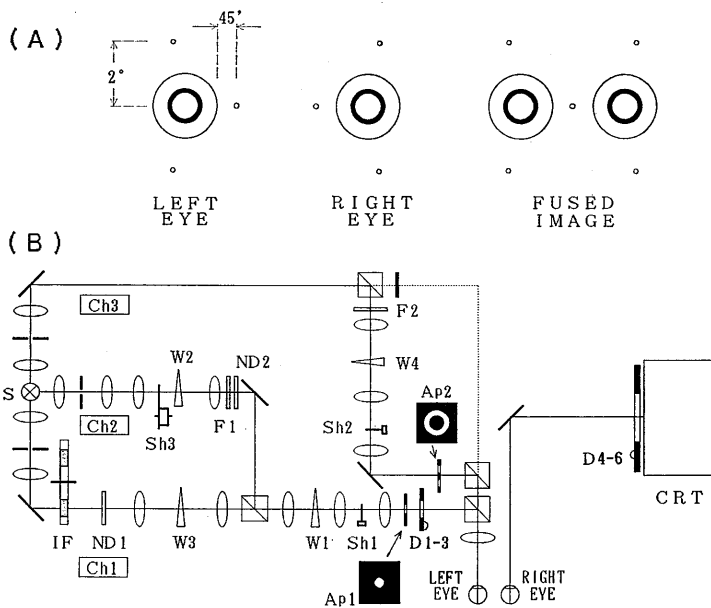 (A)
45'
2°
LEFT EYE
RIGHT EYE
FUSED IMAGE
(B)
Ch3
F2
W2
ND2
W4
Ap2
S
Ch2
Sh3
F1
Sh2
D4-6
CRT
IF
ND1
W3
W1
Sh1
D1-3
Ch1
Ap1
LEFT EYE
RIGHT EYE